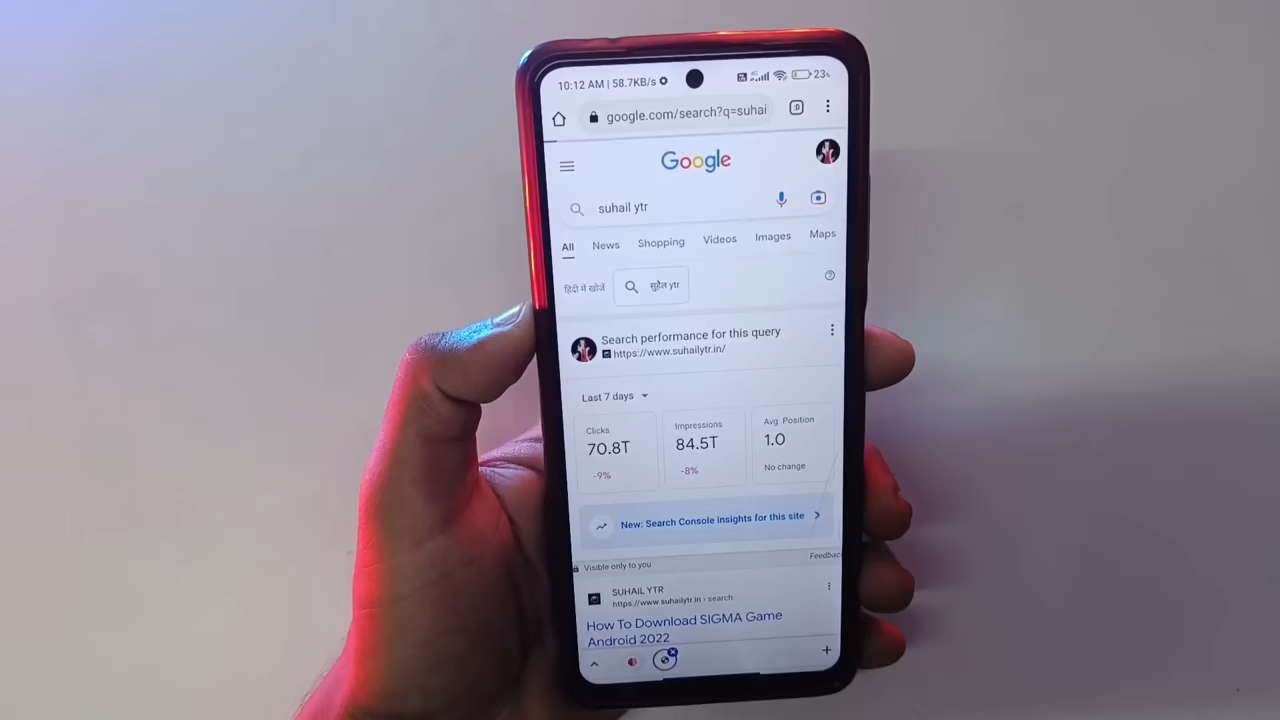 10:12 AM | 58.7KB/s 4G 23%
google.com/search?q=suhai :D
Google
suhail ytr
All News Shopping Videos Images Maps
हिंदी में खोजें सुहैल ytr
Search performance for this query
https://www.suhailytr.in/
Last 7 days
Clicks Impressions Avg. Position
70.8T 84.5T 1.0
-9% -8% No change
New: Search Console insights for this site
Visible only to you Feedbac
SUHAIL YTR
https://www.suhailytr.in › search
How To Download SIGMA Game
Android 2022